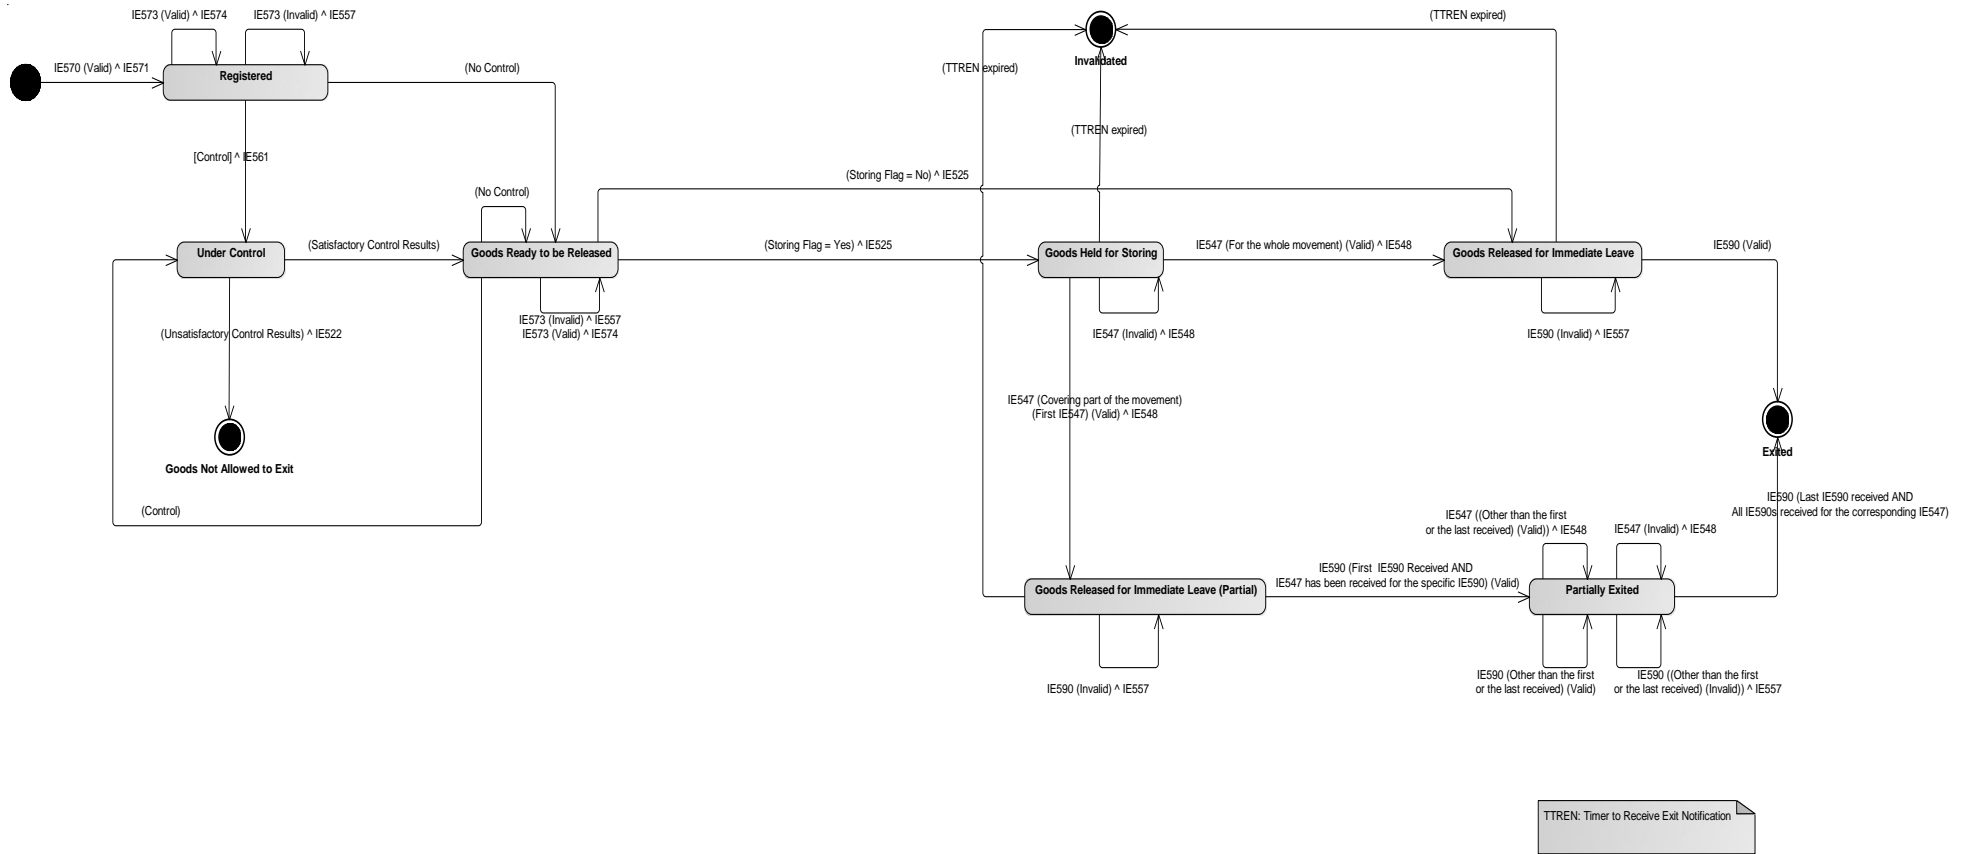 IE573 (Valid) ^ IE574
IE573 (Invalid) ^ IE557
(TTREN expired)
IE570 (Valid) ^ IE571
Registered
(No Control)
(TTREN expired)
Invalidated
(TTREN expired)
[Control] ^ IE561
(Storing Flag = No) ^ IE525
(No Control)
Under Control
(Satisfactory Control Results)
Goods Ready to be Released
(Storing Flag = Yes) ^ IE525
Goods Held for Storing
IE547 (For the whole movement) (Valid) ^ IE548
Goods Released for Immediate Leave
IE590 (Valid)
(Unsatisfactory Control Results) ^ IE522
IE573 (Invalid) ^ IE557
IE573 (Valid) ^ IE574
IE547 (Invalid) ^ IE548
IE590 (Invalid) ^ IE557
IE547 (Covering part of the movement)
(First IE547) (Valid) ^ IE548
Goods Not Allowed to Exit
Exited
(Control)
IE590 (Last IE590 received AND
All IE590s received for the corresponding IE547)
IE547 ((Other than the first
or the last received) (Valid)) ^ IE548
IE547 (Invalid) ^ IE548
IE590 (First IE590 Received AND
IE547 has been received for the specific IE590) (Valid)
Goods Released for Immediate Leave (Partial)
Partially Exited
IE590 (Invalid) ^ IE557
IE590 (Other than the first
or the last received) (Valid)
IE590 ((Other than the first
or the last received) (Invalid)) ^ IE557
TTREN: Timer to Receive Exit Notification